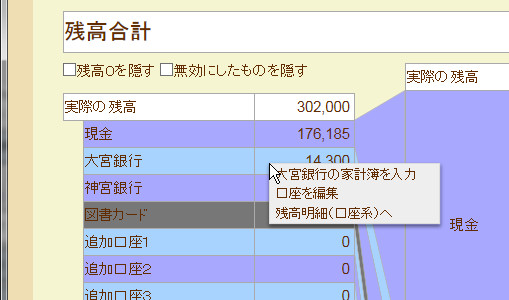 残高合計
残高0を隠す 無効にしたものを隠す
実際の残高 302,000
現金 176,185
大宮銀行 14,300
神宮銀行
図書カード
追加口座1 0
追加口座2 0
追加口座3 0
大宮銀行の家計簿を入力
口座を編集
残高明細(口座系)へ
実際の残高
現金